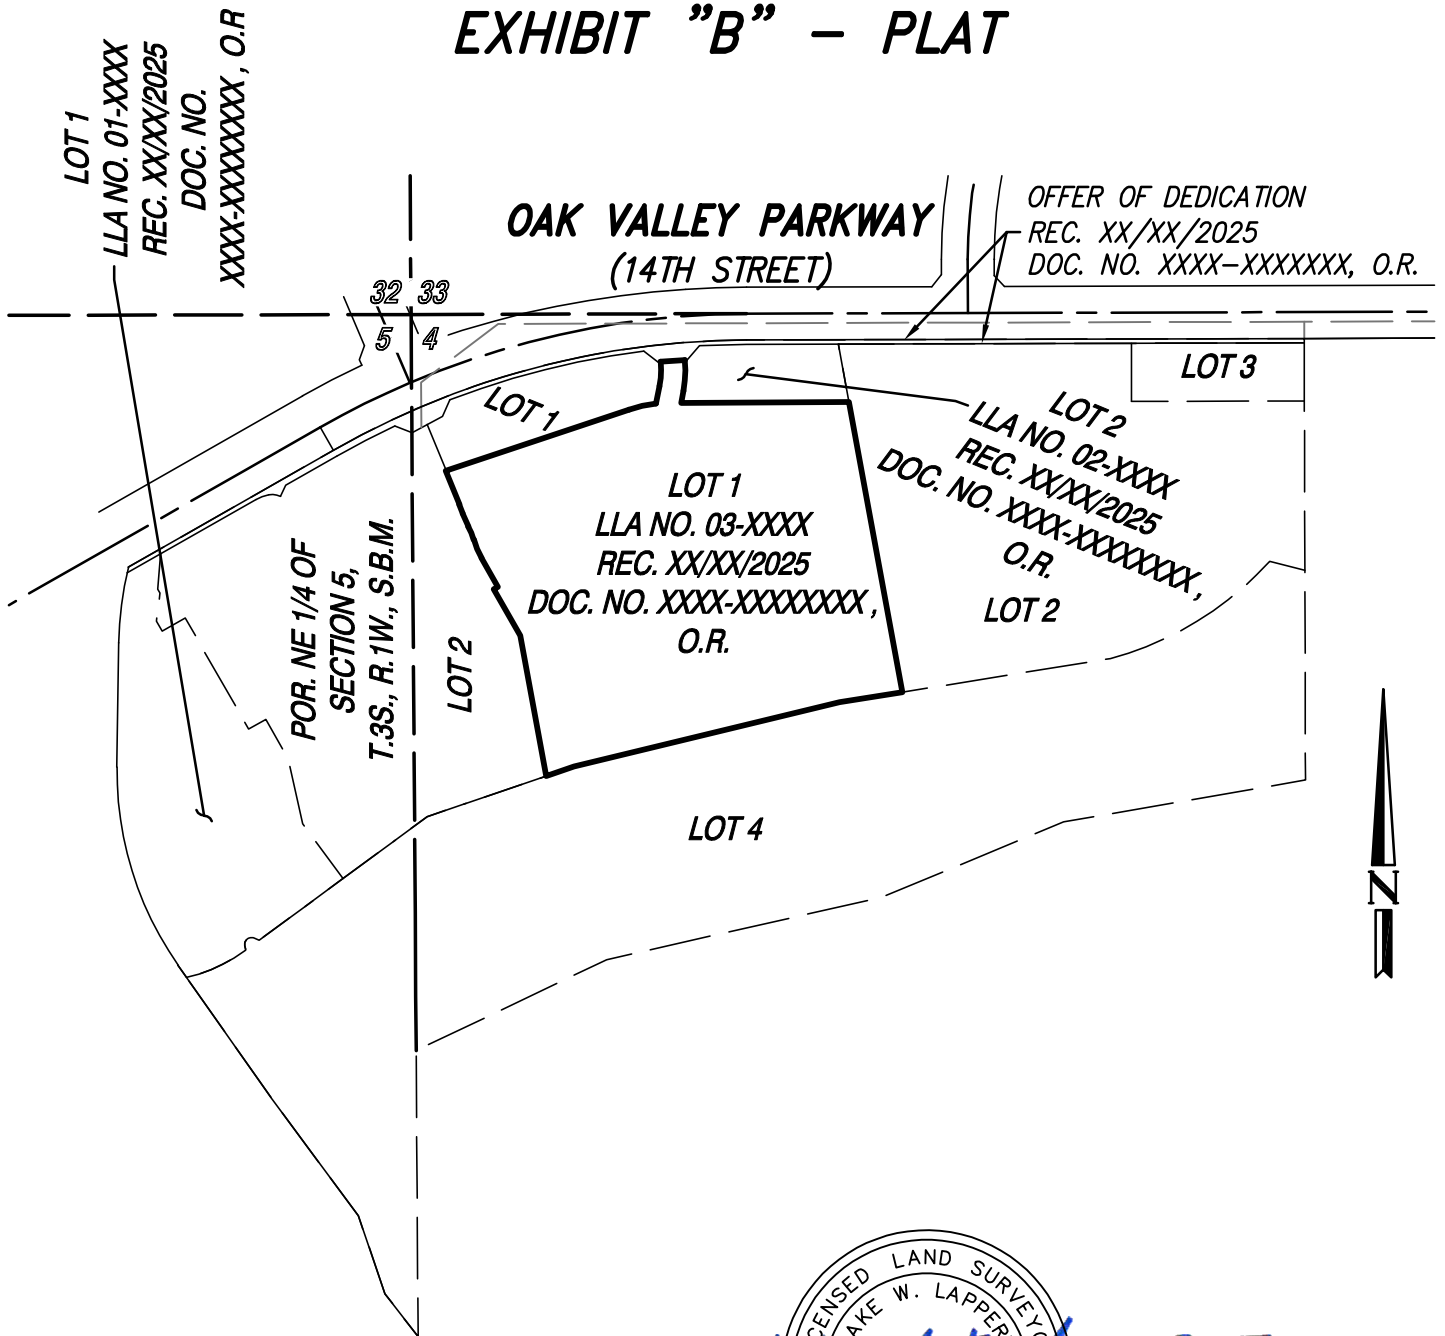 EXHIBIT "B" - PLAT
LOT 1
LLA NO. 01-XXXX
REC. XX/XX/2025
DOC. NO.
XXXX-XXXXXXXX , O.R
OAK VALLEY PARKWAY
(14TH STREET)
OFFER OF DEDICATION
REC. XX/XX/2025
DOC. NO. XXXX-XXXXXXX, O.R.
32 33
5 4
LOT 1
LOT 3
LOT 2
LLA NO. 02-XXXX
REC. XX/XX/2025
DOC. NO. XXXX-XXXXXXXX ,
O.R.
LOT 1
LLA NO. 03-XXXX
REC. XX/XX/2025
DOC. NO. XXXX-XXXXXXXX ,
O.R.
POR. NE 1/4 OF
SECTION 5,
T.3S., R.1W., S.B.M.
LOT 2
LOT 2
LOT 4
N
LAND
W.